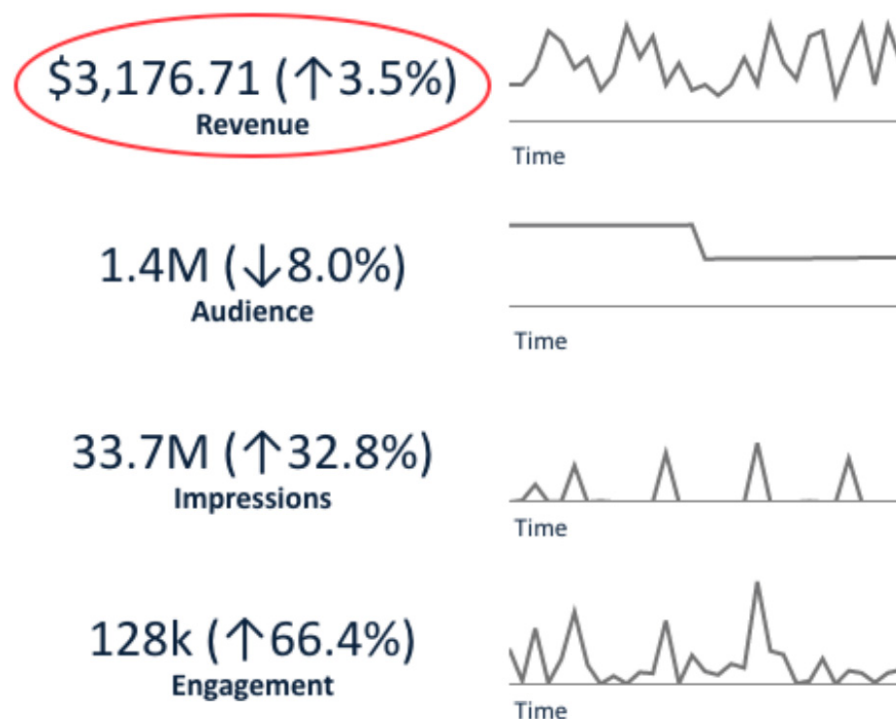 $3,176.71 (↑3.5%)
Revenue
Time
1.4M (↓8.0%)
Audience
Time
33.7M (↑32.8%)
Impressions
Time
128k (↑66.4%)
Engagement
Time